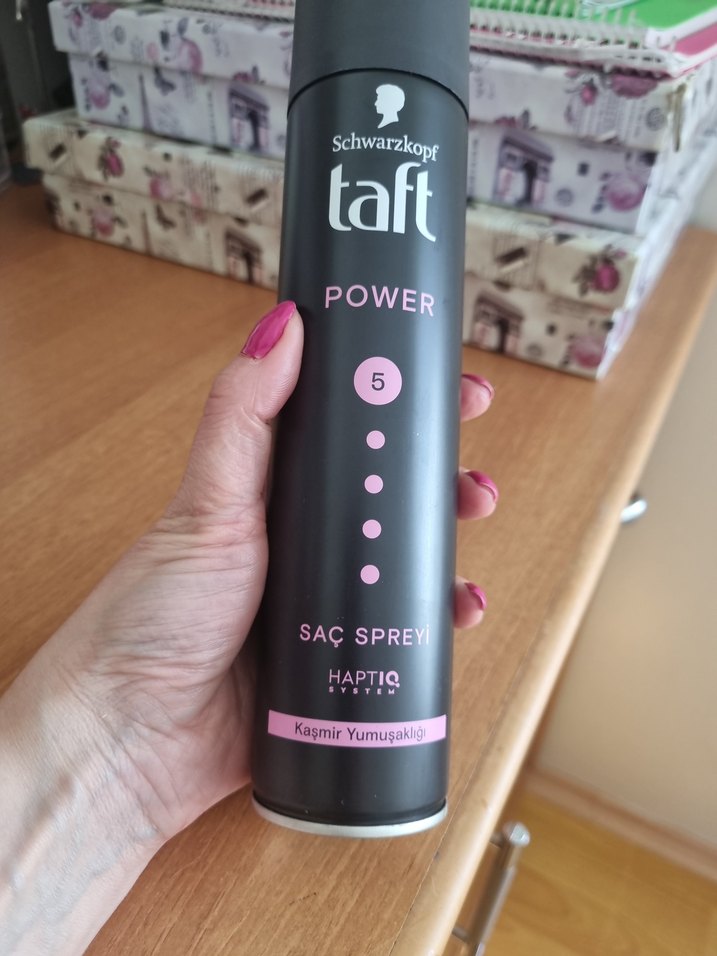 Schwarzkopf
taft
POWER
5
SAÇ SPREYİ
HAPTIQ
SYSTEM
Kaşmir Yumuşaklığı